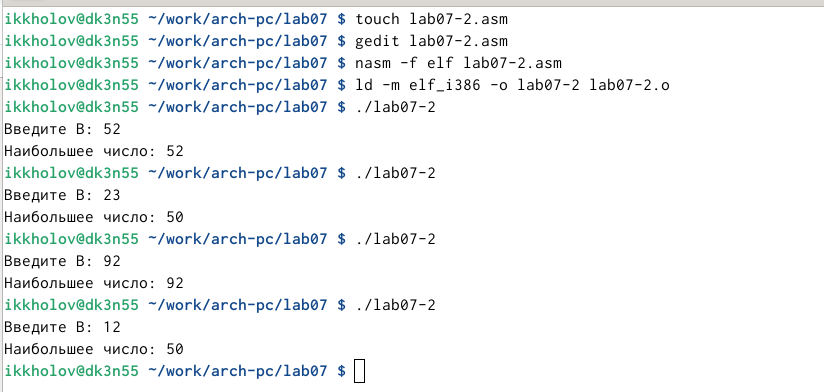 ikkholov@dk3n55 ~/work/arch-pc/lab07 $ touch lab07-2.asm
ikkholov@dk3n55 ~/work/arch-pc/lab07 $ gedit lab07-2.asm
ikkholov@dk3n55 ~/work/arch-pc/lab07 $ nasm -f elf lab07-2.asm
ikkholov@dk3n55 ~/work/arch-pc/lab07 $ ld -m elf_i386 -o lab07-2 lab07-2.o
ikkholov@dk3n55 ~/work/arch-pc/lab07 $ ./lab07-2
Введите В: 52
Наибольшее число: 52
ikkholov@dk3n55 ~/work/arch-pc/lab07 $ ./lab07-2
Введите В: 23
Наибольшее число: 50
ikkholov@dk3n55 ~/work/arch-pc/lab07 $ ./lab07-2
Введите В: 92
Наибольшее число: 92
ikkholov@dk3n55 ~/work/arch-pc/lab07 $ ./lab07-2
Введите В: 12
Наибольшее число: 50
ikkholov@dk3n55 ~/work/arch-pc/lab07 $